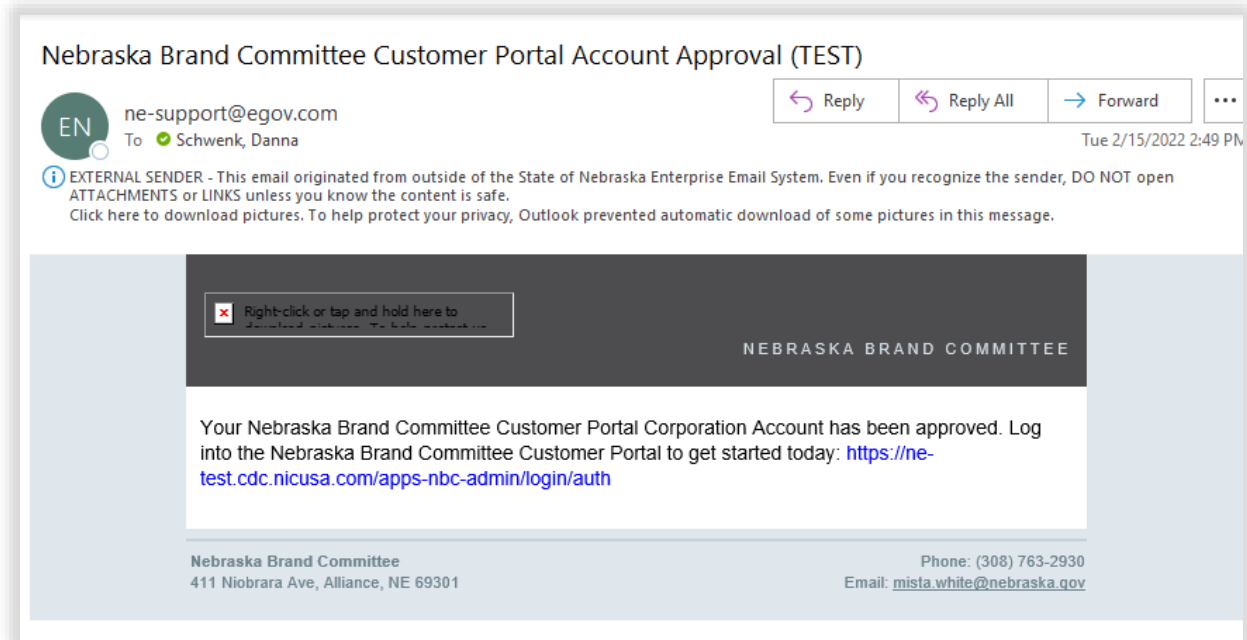 Nebraska Brand Committee Customer Portal Account Approval (TEST)
EN
ne-support@egov.com
To Schwenk, Danna
Reply
Reply All
Forward
Tue 2/15/2022 2:49 PM
EXTERNAL SENDER - This email originated from outside of the State of Nebraska Enterprise Email System. Even if you recognize the sender, DO NOT open
ATTACHMENTS or LINKS unless you know the content is safe.
Click here to download pictures. To help protect your privacy, Outlook prevented automatic download of some pictures in this message.
Right-click or tap and hold here to
download pictures. To help protect yo
NEBRASKA BRAND COMMITTEE
Your Nebraska Brand Committee Customer Portal Corporation Account has been approved. Log
into the Nebraska Brand Committee Customer Portal to get started today: https://ne-
test.cdc.nicusa.com/apps-nbc-admin/login/auth
Nebraska Brand Committee
411 Niobrara Ave, Alliance, NE 69301
Phone: (308) 763-2930
Email: mista.white@nebraska.gov